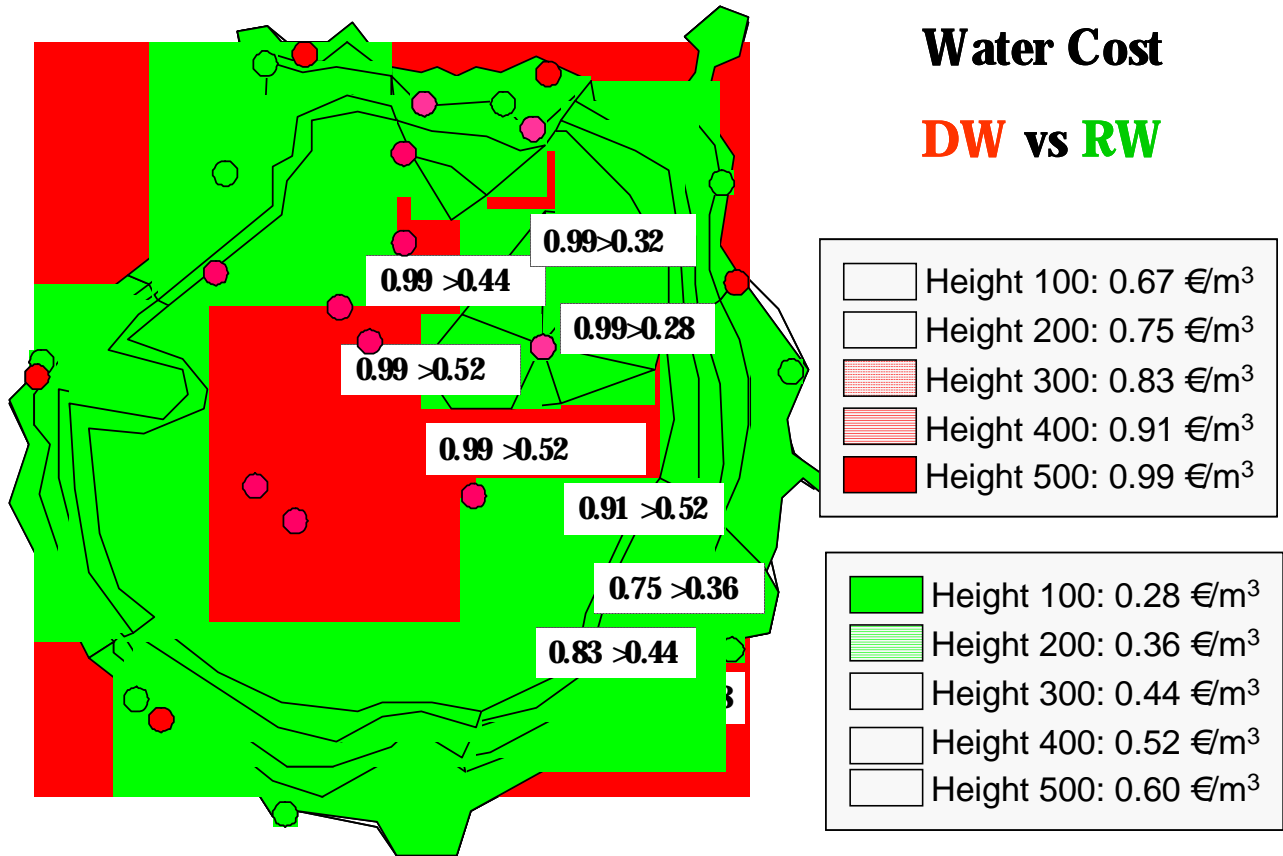 Water Cost
DW vs RW
0.99>0.32
0.99 >0.44
0.99>0.28
0.99 >0.52
0.99 >0.52
0.91 >0.52
0.75 >0.36
0.83 >0.44
Height 100: 0.67 €/m³
Height 200: 0.75 €/m³
Height 300: 0.83 €/m³
Height 400: 0.91 €/m³
Height 500: 0.99 €/m³
Height 100: 0.28 €/m³
Height 200: 0.36 €/m³
Height 300: 0.44 €/m³
Height 400: 0.52 €/m³
Height 500: 0.60 €/m³